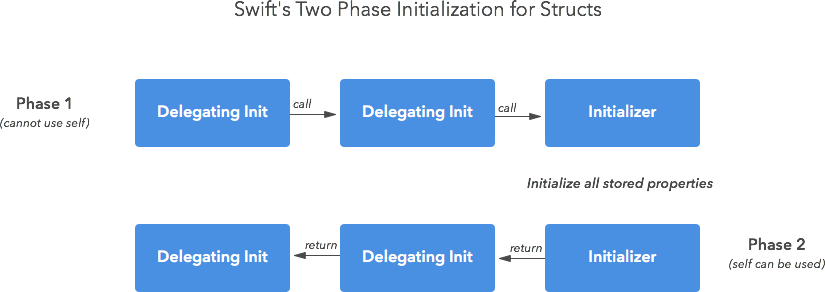 Swift's Two Phase Initialization for Structs
Phase 1
(cannot use self)
Delegating Init
call
Delegating Init
call
Initializer
Initialize all stored properties
Delegating Init
return
Delegating Init
return
Initializer
Phase 2
(self can be used)